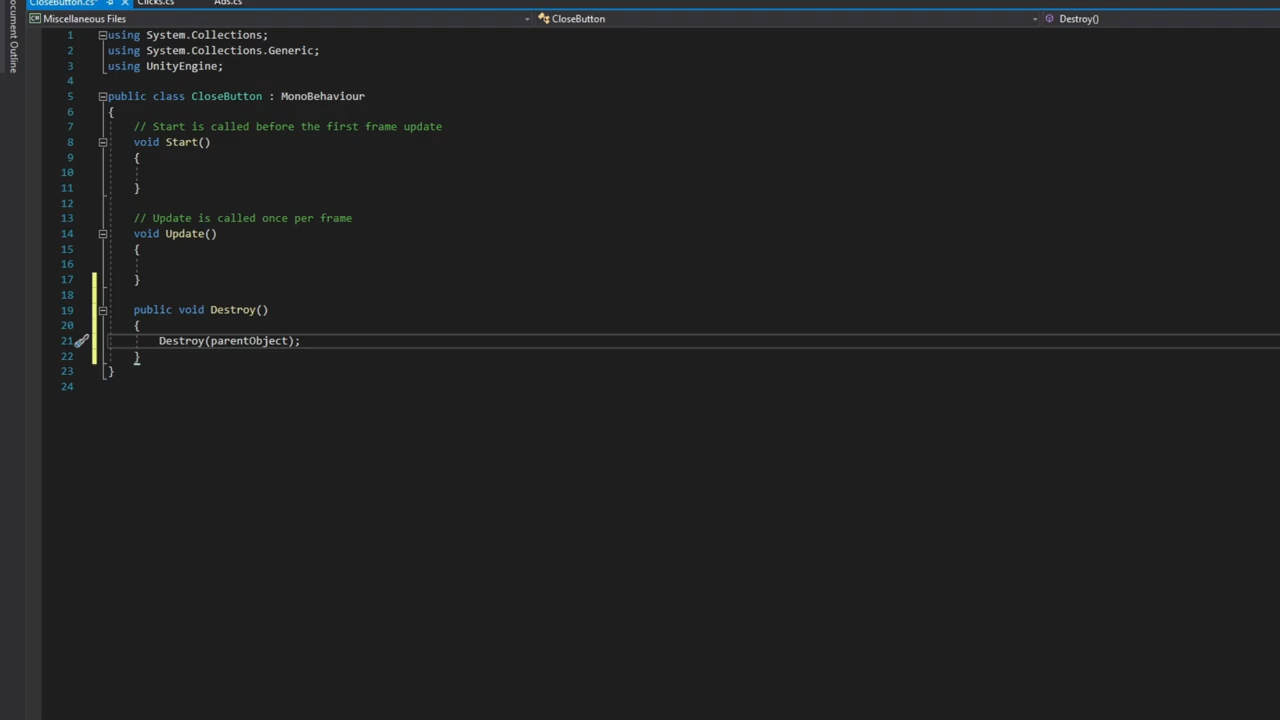 CloseButton.cs*
Clicks.cs
Ads.cs
Document Outline
Miscellaneous Files
CloseButton
Destroy()
1 using System.Collections;
2 using System.Collections.Generic;
3 using UnityEngine;
4
5 public class CloseButton : MonoBehaviour
6 {
7 // Start is called before the first frame update
8 void Start()
9 {
10
11 }
12
13 // Update is called once per frame
14 void Update()
15 {
16
17 }
18
19 public void Destroy()
20 {
21 Destroy(parentObject);
22 }
23 }
24